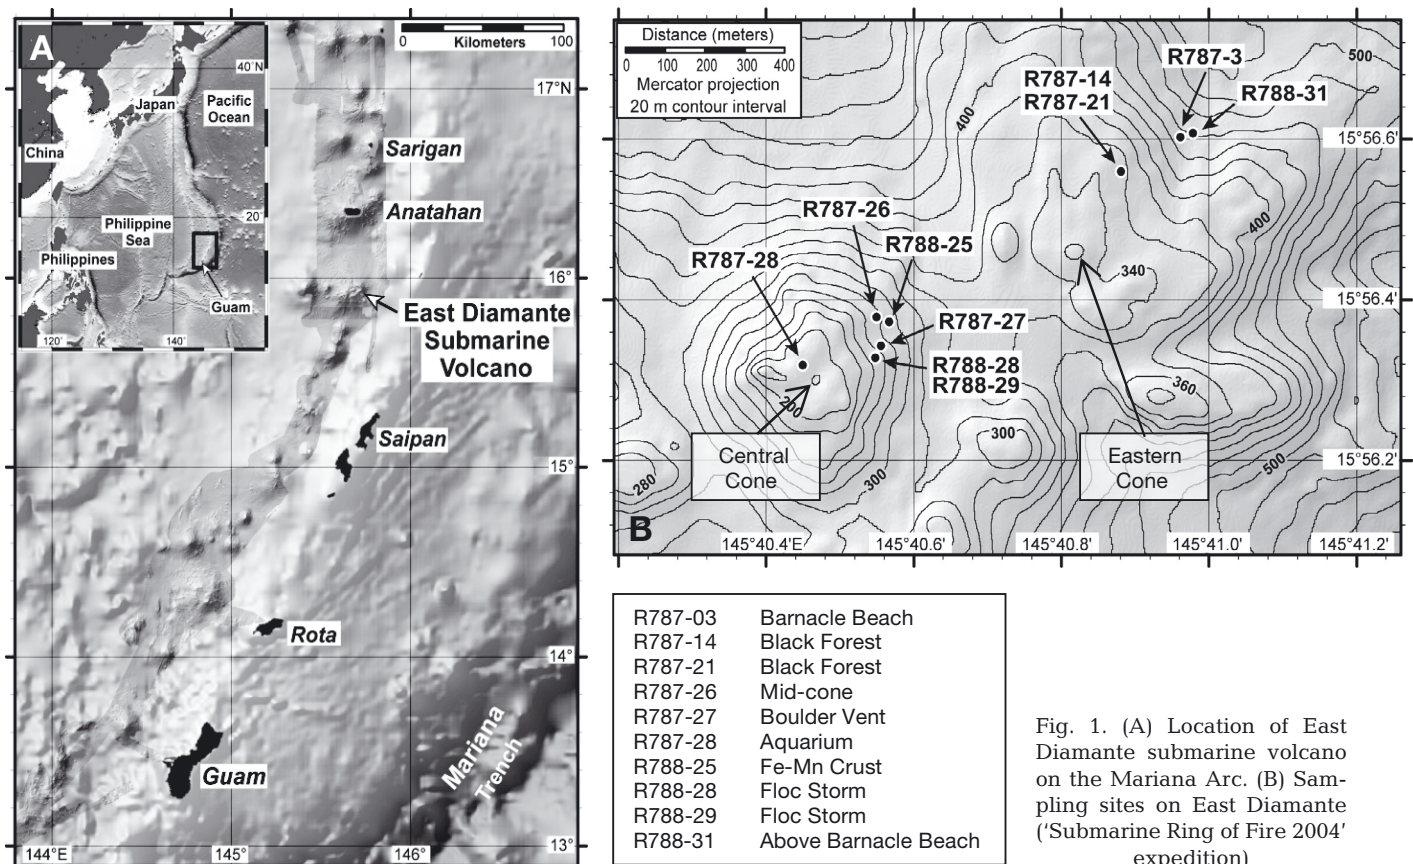 A
0 100
Kilometers
40°N
Japan
Pacific
Ocean
China
20°
Philippine
Sea
Philippines
Guam
120°
140°
17°N
Sarigan
Anatahan
16°
East Diamante
Submarine
Volcano
Saipan
15°
Rota
14°
Mariana
Trench
Guam
13°
144°E
145°
146°
Distance (meters)
0 100 200 300 400
Mercator projection
20 m contour interval
R787-3
500
R787-14
R787-21
R788-31
400
15°56.6'
R787-26
R788-25
400
R787-28
340
15°56.4'
R787-27
R788-28
R788-29
360
200
300
Central
Cone
Eastern
Cone
15°56.2'
280
300
500
B
145°40.4'E
145°40.6'
145°40.8'
145°41.0'
145°41.2'
R787-03 Barnacle Beach
R787-14 Black Forest
R787-21 Black Forest
R787-26 Mid-cone
R787-27 Boulder Vent
R787-28 Aquarium
R788-25 Fe-Mn Crust
R788-28 Floc Storm
R788-29 Floc Storm
R788-31 Above Barnacle Beach
Fig. 1. (A) Location of East
Diamante submarine volcano
on the Mariana Arc. (B) Sam-
pling sites on East Diamante
(‘Submarine Ring of Fire 2004’
expedition)